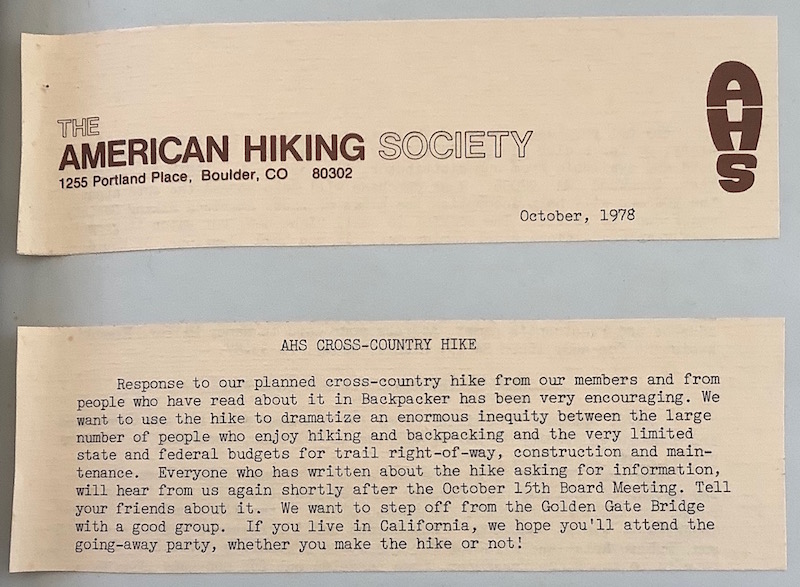 THE
AMERICAN HIKING SOCIETY
1255 Portland Place, Boulder, CO 80302
AHS
October, 1978
AHS CROSS-COUNTRY HIKE
Response to our planned cross-country hike from our members and from
people who have read about it in Backpacker has been very encouraging. We
want to use the hike to dramatize an enormous inequity between the large
number of people who enjoy hiking and backpacking and the very limited
state and federal budgets for trail right-of-way, construction and main-
tenance. Everyone who has written about the hike asking for information,
will hear from us again shortly after the October 15th Board Meeting. Tell
your friends about it. We want to step off from the Golden Gate Bridge
with a good group. If you live in California, we hope you'll attend the
going-away party, whether you make the hike or not!